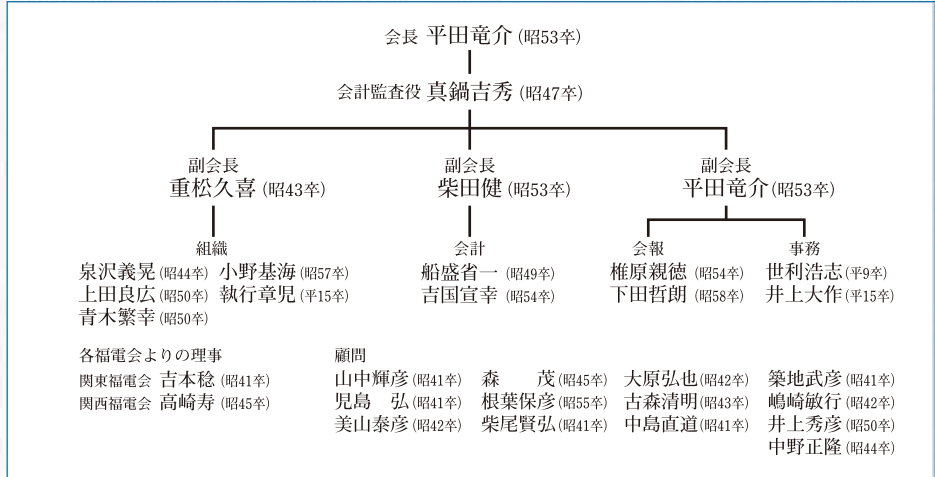 会長 平田竜介 (昭53卒)
会計監査役 真鍋吉秀 (昭47卒)
副会長 副会長 副会長
重松久喜 (昭43卒) 柴田健 (昭53卒) 平田竜介 (昭53卒)
組織 会計 会報 事務
泉沢義晃 (昭44卒) 小野基海 (昭57卒) 船盛省一 (昭49卒) 椎原親徳 (昭54卒) 世利浩志 (平9卒)
上田良広 (昭50卒) 執行章児 (平15卒) 吉国宣幸 (昭54卒) 下田哲朗 (昭58卒) 井上大作 (平15卒)
青木繁幸 (昭50卒)
各福電会よりの理事 顧問
関東福電会 吉本稔 (昭41卒) 山中輝彦 (昭41卒) 森　　茂 (昭45卒) 大原弘也 (昭42卒) 築地武彦 (昭41卒)
関西福電会 高崎寿 (昭45卒) 児島　弘 (昭41卒) 根葉保彦 (昭55卒) 古森清明 (昭43卒) 嶋崎敏行 (昭42卒)
美山泰彦 (昭42卒) 柴尾賢弘 (昭41卒) 中島直道 (昭41卒) 井上秀彦 (昭50卒)
中野正隆 (昭44卒)